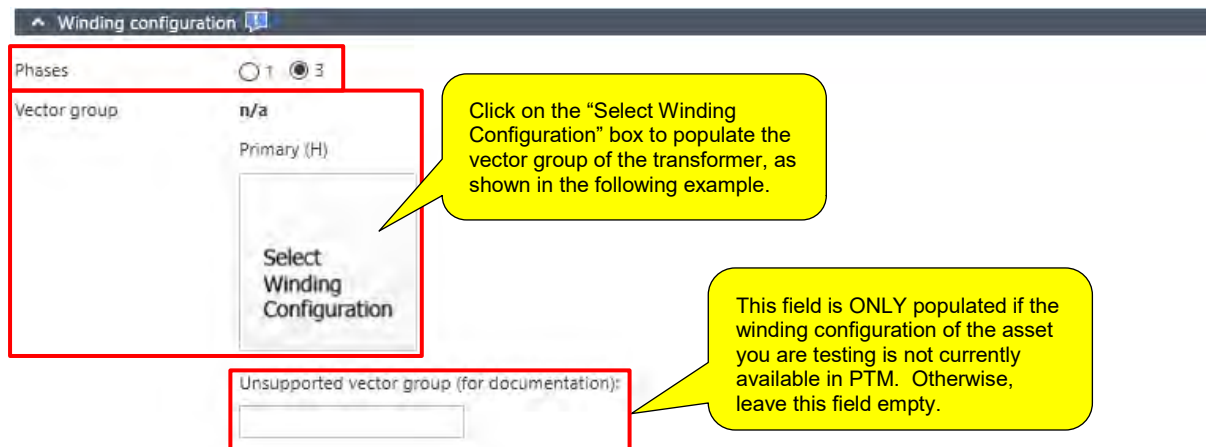 Winding configuration
Phases
1 3
Vector group
n/a
Primary (H)
Select
Winding
Configuration
Click on the “Select Winding
Configuration” box to populate the
vector group of the transformer, as
shown in the following example.
This field is ONLY populated if the
winding configuration of the asset
you are testing is not currently
available in PTM.  Otherwise,
leave this field empty.
Unsupported vector group (for documentation):